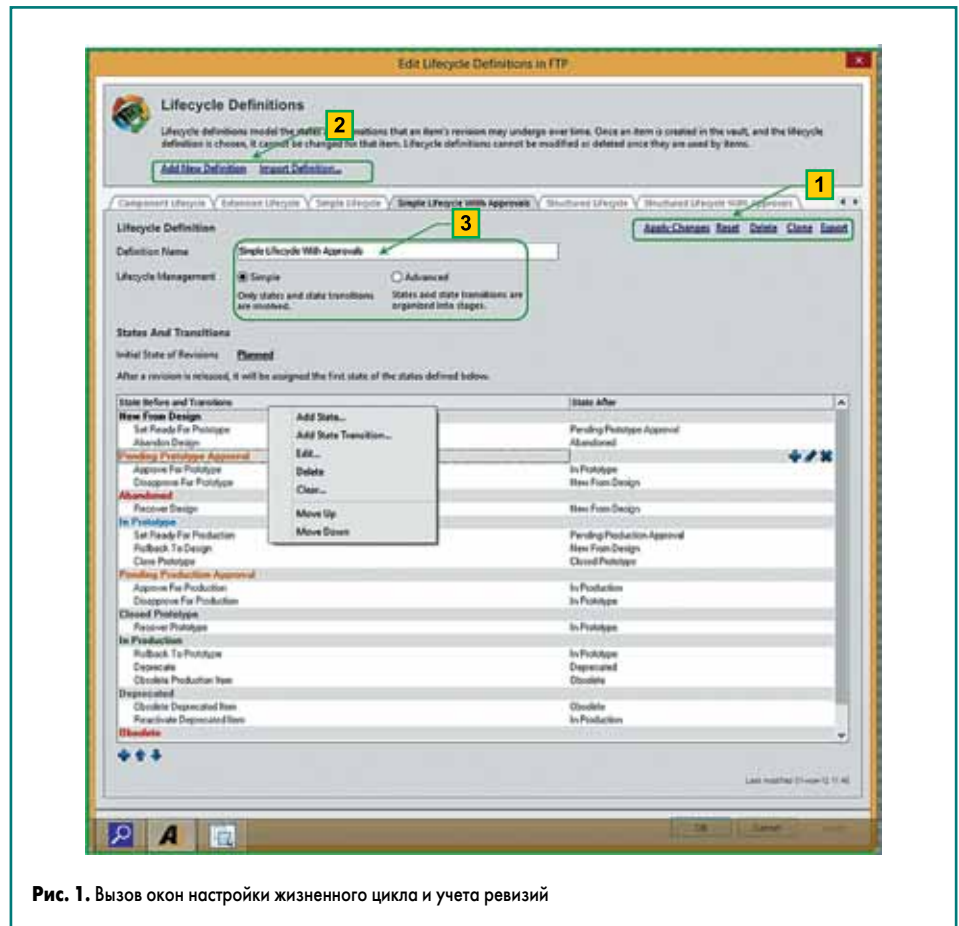 Edit Lifecycle Definitions in FTP
Lifecycle Definitions
Lifecycle definitions model the states transitions that an item's revision may undergo over time. Once an item is created in the vault, and the lifecycle
definition is chosen, it cannot be changed for that item. Lifecycle definitions cannot be modified or deleted once they are used by items.
2
Add New Definition Import Definition...
1
Component Lifecycle Extension Lifecycle Simple Lifecycle Simple Lifecycle With Approvals Structured Lifecycle Structured Lifecycle With Approvals
Lifecycle Definition
3
Apply Changes Reset Delete Clone Export
Definition Name Simple Lifecycle With Approvals
Lifecycle Management Simple Advanced
Only states and state transitions are involved.
States and state transitions are organized into stages.
States And Transitions
Initial State of Revisions Planned
After a revision is released, it will be assigned the first state of the states defined below.
State Before and Transitions State After
New From Design
Set Ready For Prototype Pending Prototype Approval
Abandon Design Abandoned
Pending Prototype Approval
Approve For Prototype In Prototype
Disapprove For Prototype New From Design
Abandoned
Recover Design New From Design
In Prototype
Set Ready For Production Pending Production Approval
Rollback To Design New From Design
Close Prototype Closed Prototype
Pending Production Approval
Approve For Production In Production
Disapprove For Production In Prototype
Closed Prototype
Recover Prototype In Prototype
In Production
Rollback To Prototype In Prototype
Deprecate Deprecated
Obsolete Production Item Obsolete
Deprecated
Obsolete Deprecated Item Obsolete
Reactivate Deprecated Item In Production
Obsolete
Add State...
Add State Transition...
Edit...
Delete
Clear...
Move Up
Move Down
Last modified
OK Cancel
Рис. 1. Вызов окон настройки жизненного цикла и учета ревизий